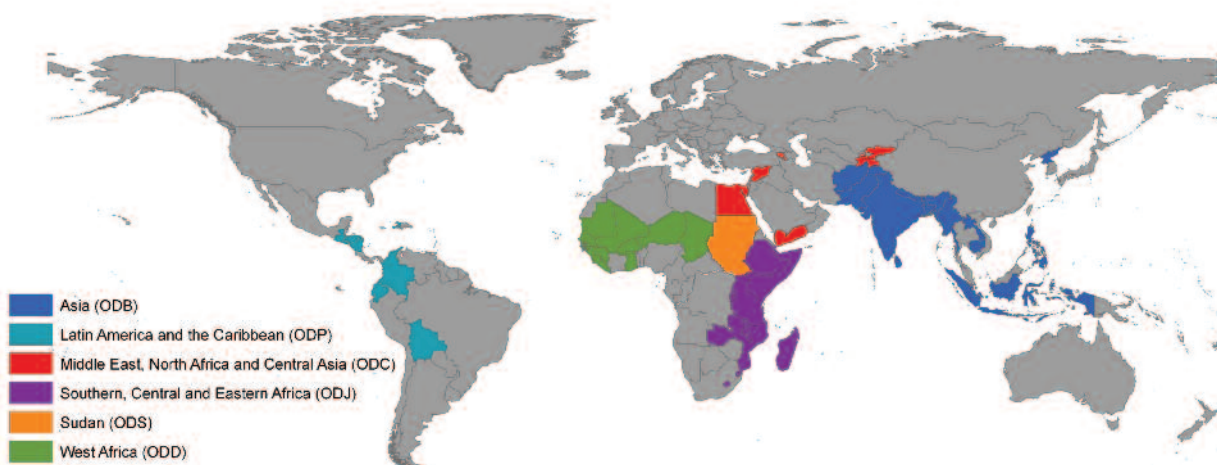 Asia (ODB)
Latin America and the Caribbean (ODP)
Middle East, North Africa and Central Asia (ODC)
Southern, Central and Eastern Africa (ODJ)
Sudan (ODS)
West Africa (ODD)